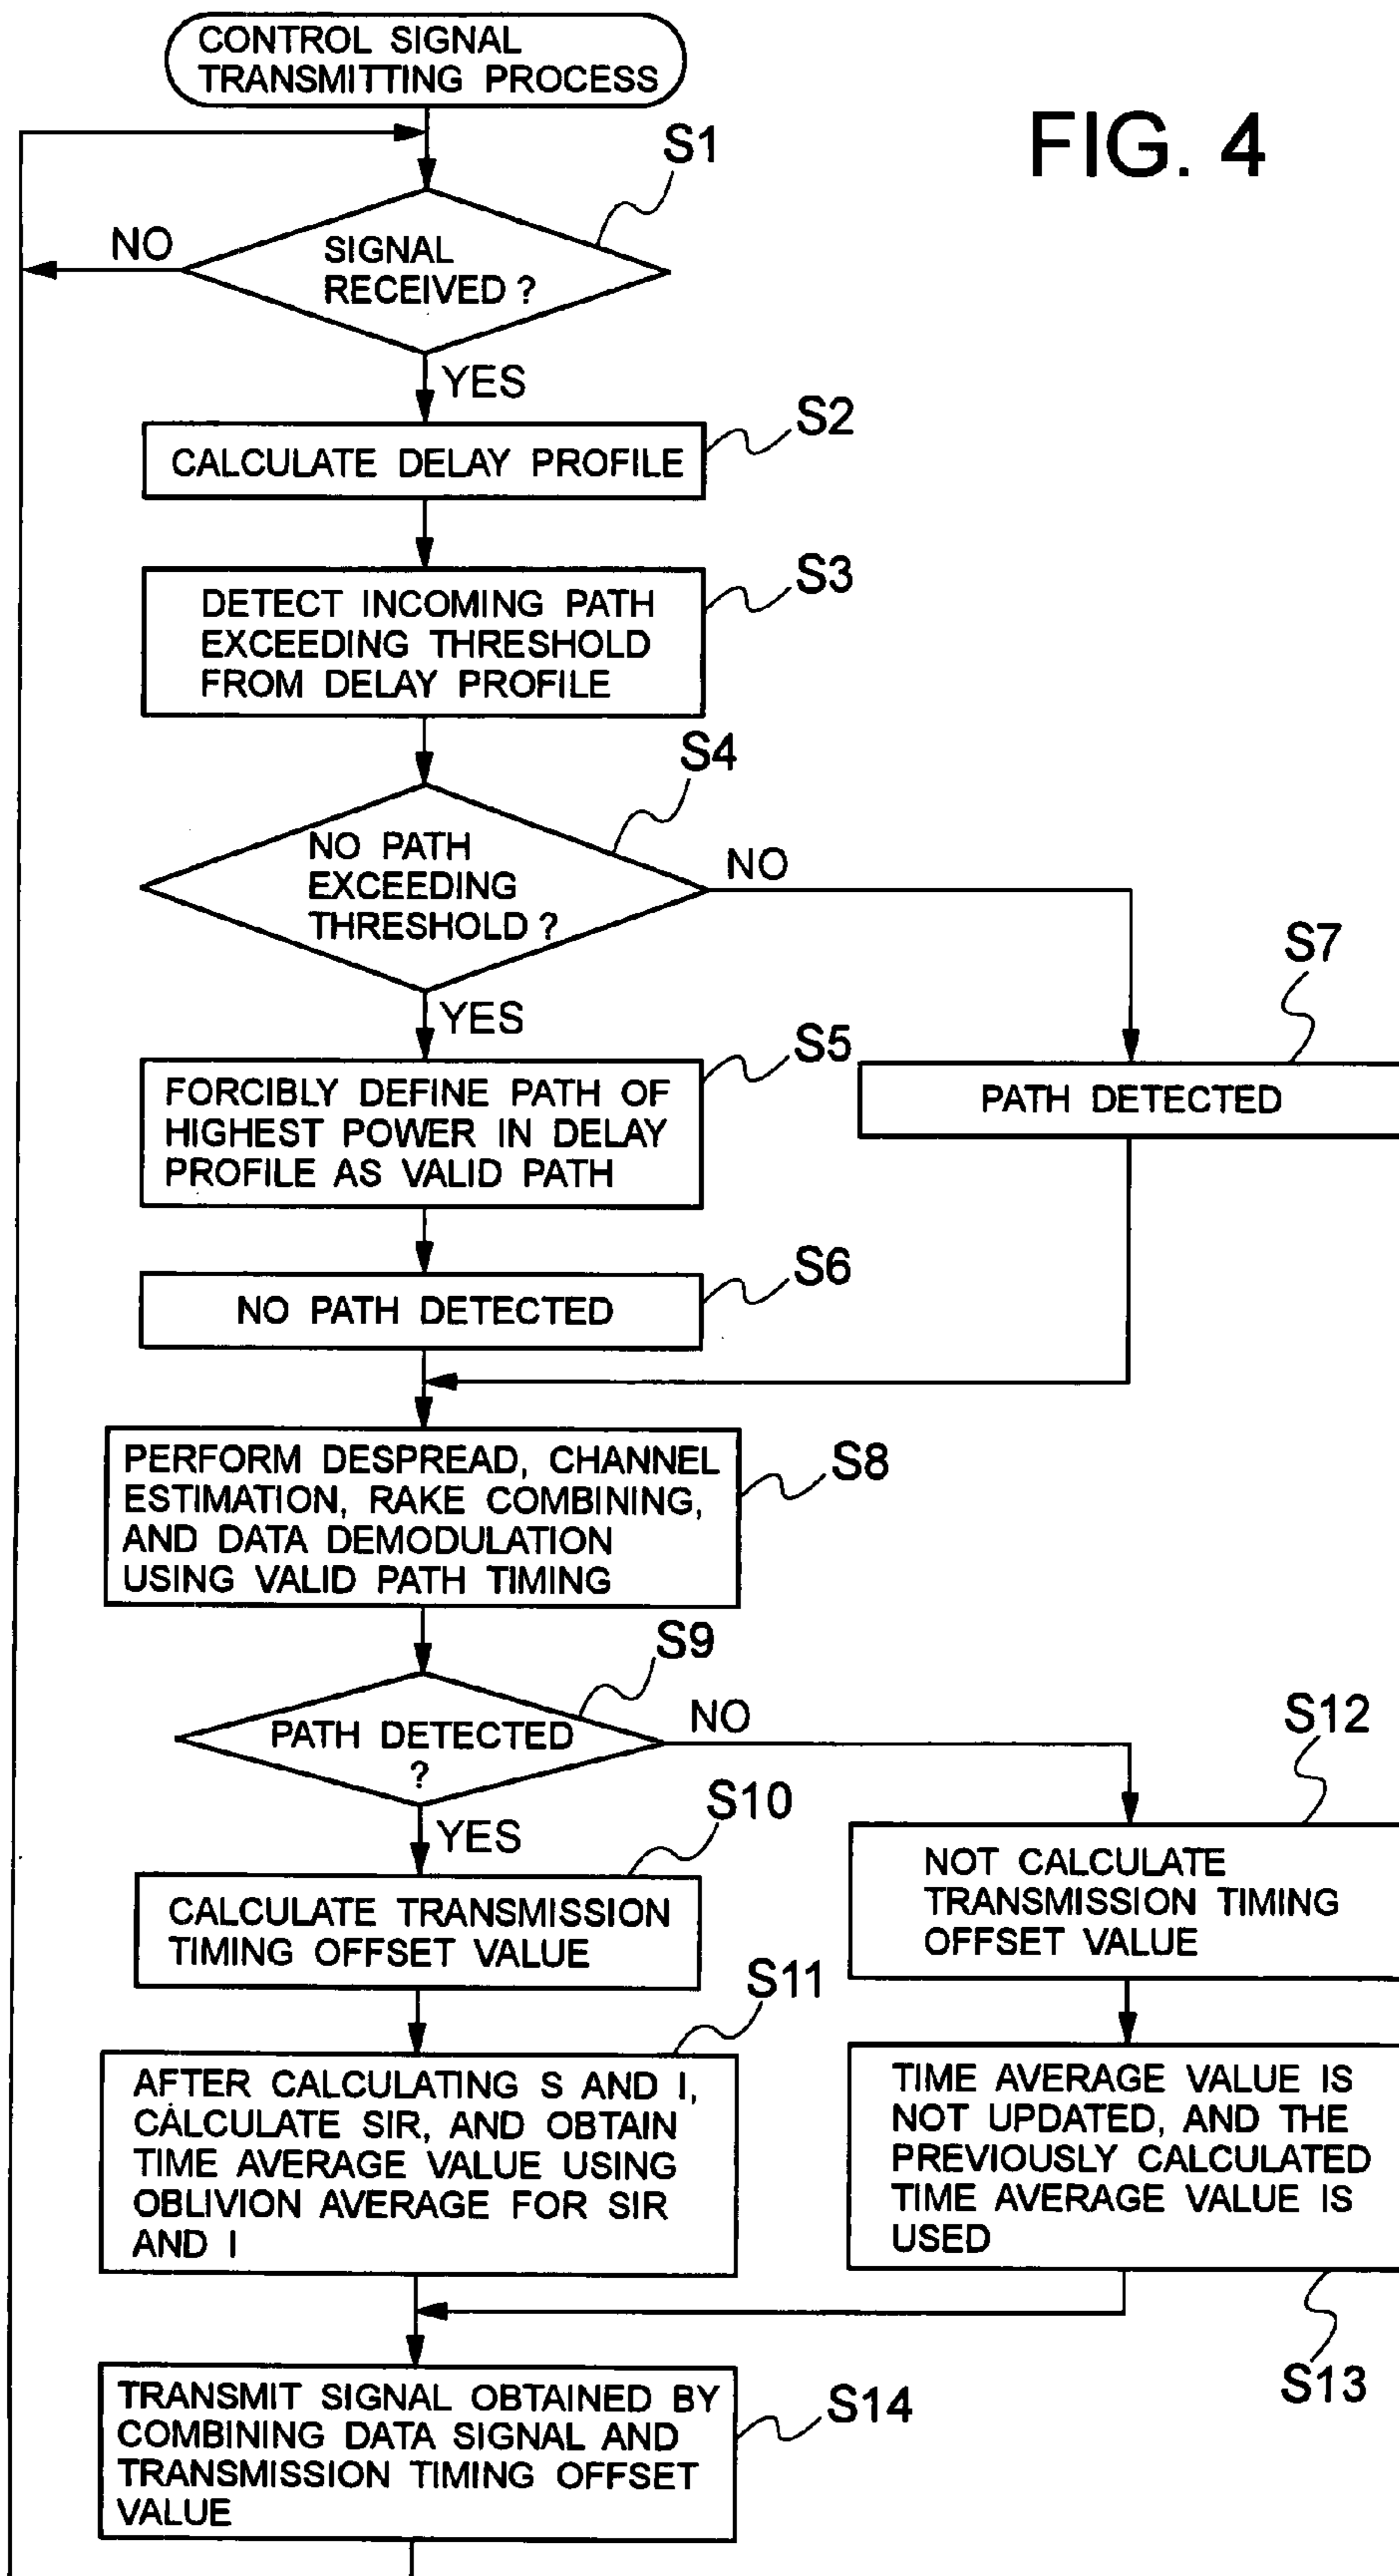 CONTROL SIGNAL
TRANSMITTING PROCESS
FIG. 4
S1
NO
SIGNAL
RECEIVED ?
YES
S2
CALCULATE DELAY PROFILE
S3
DETECT INCOMING PATH
EXCEEDING THRESHOLD
FROM DELAY PROFILE
S4
NO PATH
EXCEEDING
THRESHOLD ?
NO
YES
S7
PATH DETECTED
S5
FORCIBLY DEFINE PATH OF
HIGHEST POWER IN DELAY
PROFILE AS VALID PATH
S6
NO PATH DETECTED
S8
PERFORM DESPREAD, CHANNEL
ESTIMATION, RAKE COMBINING,
AND DATA DEMODULATION
USING VALID PATH TIMING
S9
PATH DETECTED
?
NO
YES
S10
CALCULATE TRANSMISSION
TIMING OFFSET VALUE
S12
NOT CALCULATE
TRANSMISSION TIMING
OFFSET VALUE
S11
AFTER CALCULATING S AND I,
CALCULATE SIR, AND OBTAIN
TIME AVERAGE VALUE USING
OBLIVION AVERAGE FOR SIR
AND I
TIME AVERAGE VALUE IS
NOT UPDATED, AND THE
PREVIOUSLY CALCULATED
TIME AVERAGE VALUE IS
USED
S13
S14
TRANSMIT SIGNAL OBTAINED BY
COMBINING DATA SIGNAL AND
TRANSMISSION TIMING OFFSET
VALUE